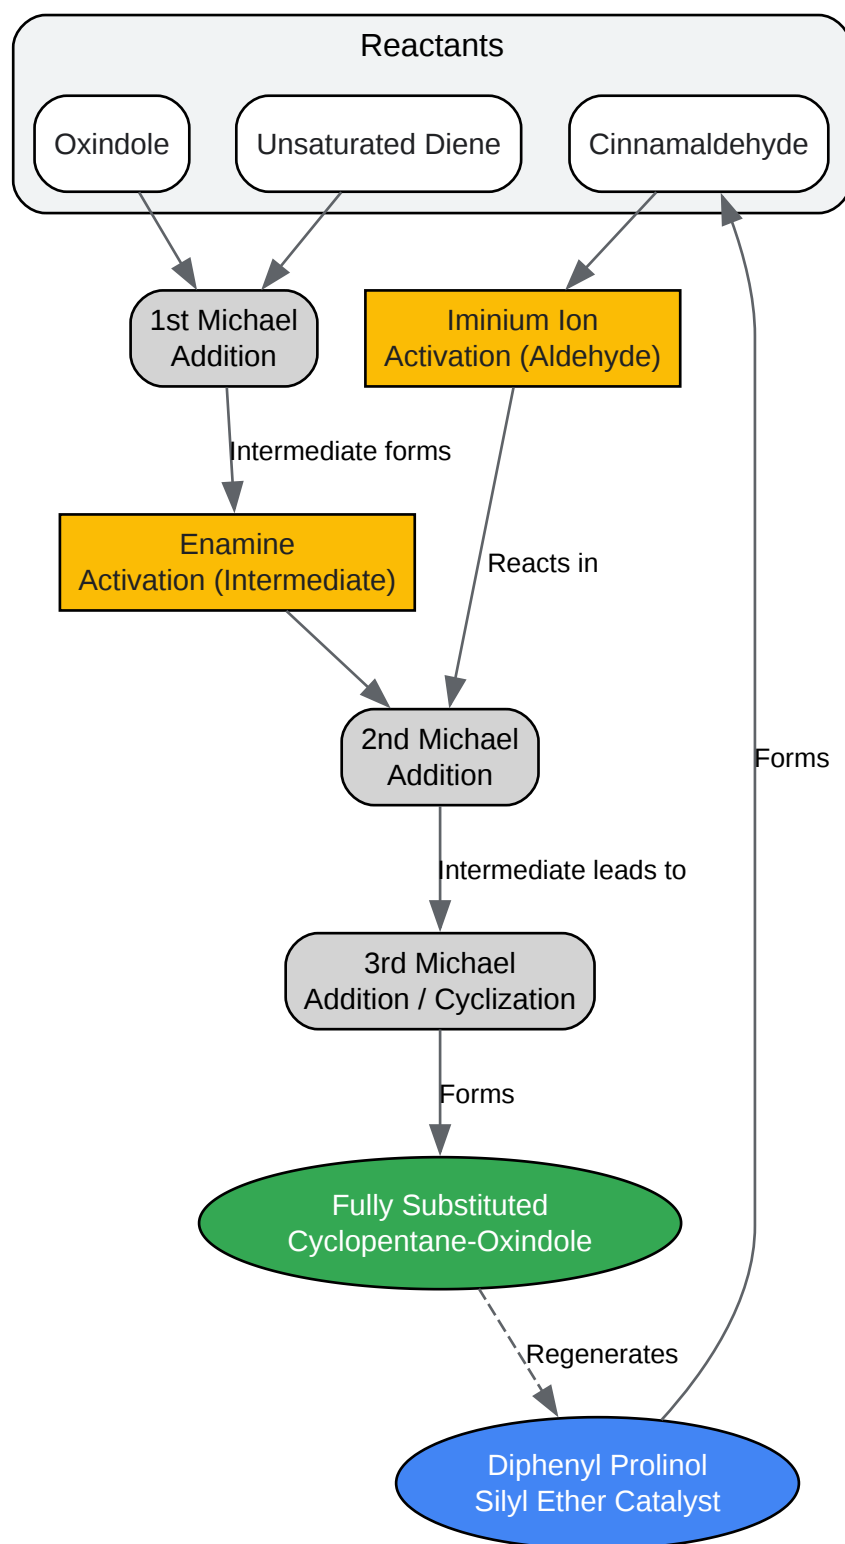 Reactants
Oxindole
Unsaturated Diene
Cinnamaldehyde
1st Michael
Addition
Iminium Ion
Activation (Aldehyde)
Intermediate forms
Enamine
Activation (Intermediate)
Reacts in
2nd Michael
Addition
Forms
Intermediate leads to
3rd Michael
Addition / Cyclization
Forms
Fully Substituted
Cyclopentane-Oxindole
Regenerates
Diphenyl Prolinol
Silyl Ether Catalyst